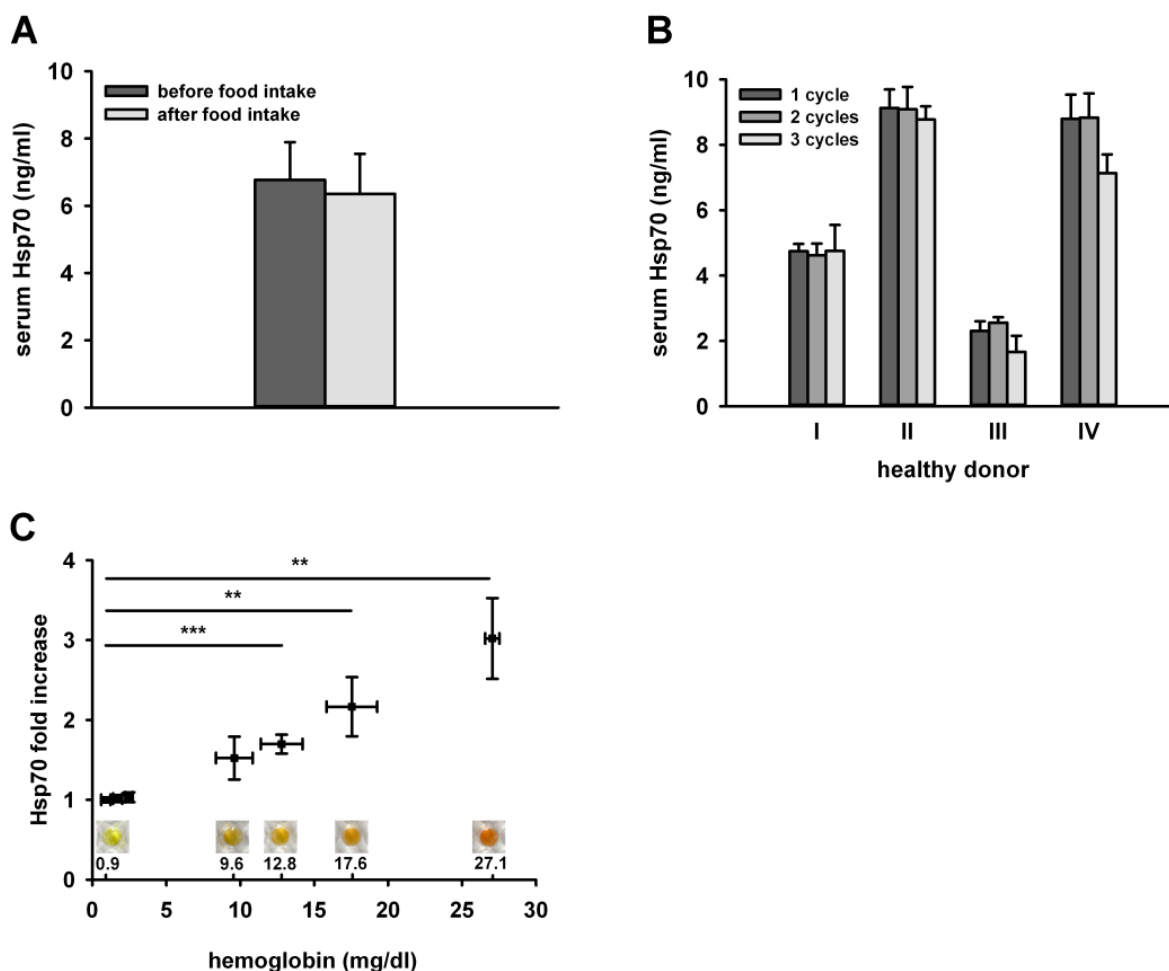 A
10
8
6
4
2
0
serum Hsp70 (ng/ml)
before food intake
after food intake
B
10
8
6
4
2
0
serum Hsp70 (ng/ml)
1 cycle
2 cycles
3 cycles
I II III IV
healthy donor
C
4
3
2
1
0
Hsp70 fold increase
**
**
***
0.9 9.6 12.8 17.6 27.1
0 5 10 15 20 25 30
hemoglobin (mg/dl)